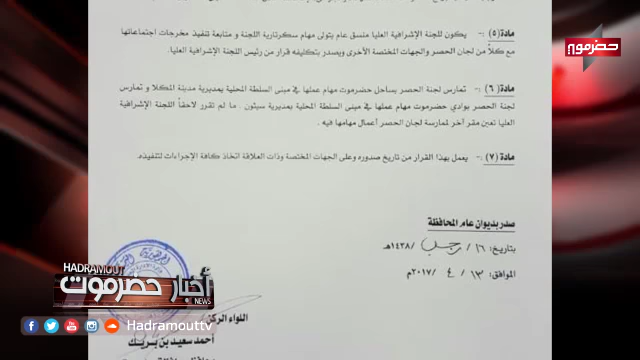 حضرموت
مادة (٥) :- يكون للجنة الإشرافية العليا منسق عام يتولى مهام سكرتارية اللجنة و متابعة تنفيذ مخرجات اجتماعاتها
مع كلاً من لجان الحصر والجهات المختصة الأخرى ويصدر بتكليفه قرار من رئيس اللجنة الإشرافية العليا.
مادة (٦) :- تمارس لجنة الحصر بساحل حضرموت مهام عملها في مبنى السلطة المحلية بمديرية مدينة المكلا و تمارس
لجنة الحصر بوادي حضرموت مهام عملها في مبنى السلطة المحلية بمديرية سيئون . ما لم تقرر لاحقاً اللجنة الإشرافية
العليا تعين مقر آخر لممارسة لجان الحصر أعمال مهامها فيه .
مادة (٧) :- يعمل بهذا القرار من تاريخ صدوره وعلى الجهات المختصة وذات العلاقة اتخاذ كافة الإجراءات لتنفيذه
صدر بديوان عام المحافظة
بتاريخ: ١٦ / رجب / ١٤٣٨هـ
الموافق: ١٣ / ٤ / ٢٠١٧م
اللواء الركن
أحمد سعيد بن بريك
HADRAMOUT
أخبار حضرموت
NEWS
Hadramouttv